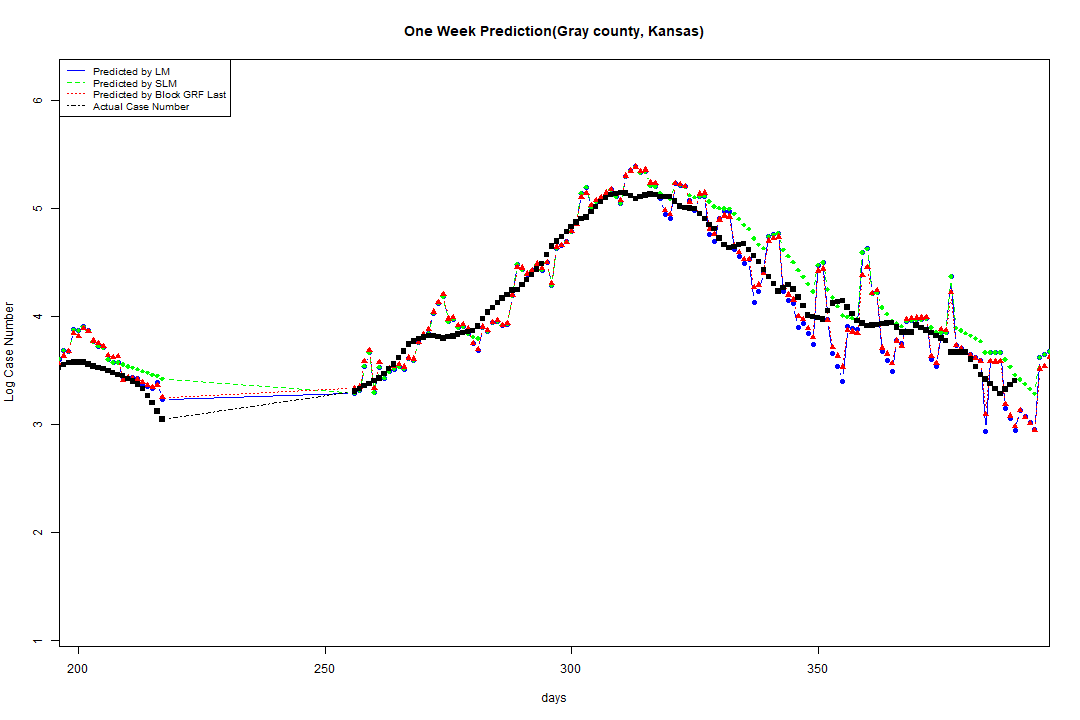 One Week Prediction(Gray county, Kansas)
Predicted by LM
Predicted by SLM
Predicted by Block GRF Last
Actual Case Number
6
5
4
3
2
1
Log Case Number
200 250 300 350
days